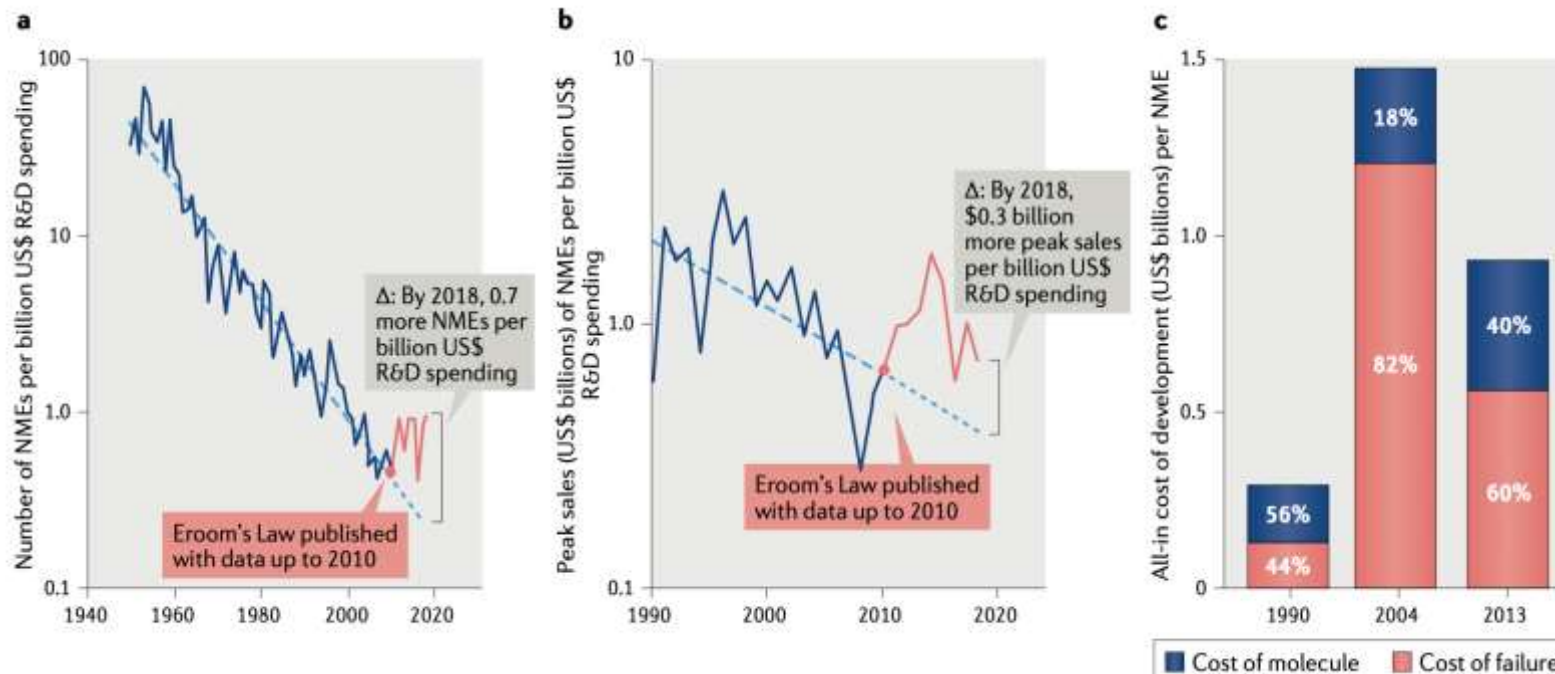 a
Number of NMEs per billion US$ R&D spending
100
10
1.0
0.1
1940
1960
1980
2000
2020
Δ: By 2018, 0.7
more NMEs per
billion US$
R&D spending
Eroom's Law published
with data up to 2010
b
Peak sales (US$ billions) of NMEs per billion US$
R&D spending
10
1.0
0.1
1990
2000
2010
2020
Δ: By 2018,
$0.3 billion
more peak sales
per billion US$
R&D spending
Eroom's Law published
with data up to 2010
c
All-in cost of development (US$ billions) per NME
1.5
1.0
0.5
0
56%
44%
18%
82%
40%
60%
1990
2004
2013
Cost of molecule
Cost of failure